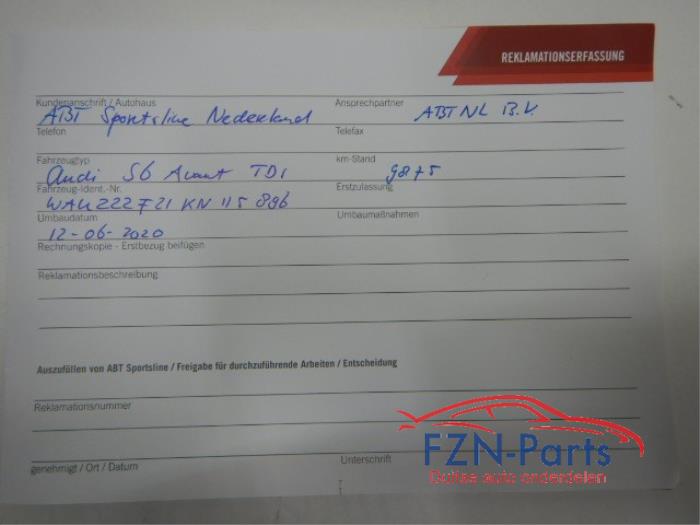 REKLAMATIONSERFASSUNG
Kundenanschrift / Autohaus Ansprechpartner
ABT Sportsline Nederland ABT NL B.V.
Telefon Telefax
Fahrzeugtyp km-Stand
Audi S6 Avant TDI 9875
Fahrzeug-Ident.-Nr. Erstzulassung
WAUZZZF21KN115896
Umbaudatum Umbaumaßnahmen
12-06-2020
Rechnungskopie - Erstbezug beifügen
Reklamationsbeschreibung
Auszufüllen von ABT Sportsline / Freigabe für durchzuführende Arbeiten / Entscheidung
Reklamationsnummer
genehmigt / Ort / Datum Unterschrift
FZN-Parts
Duitse auto onderdelen